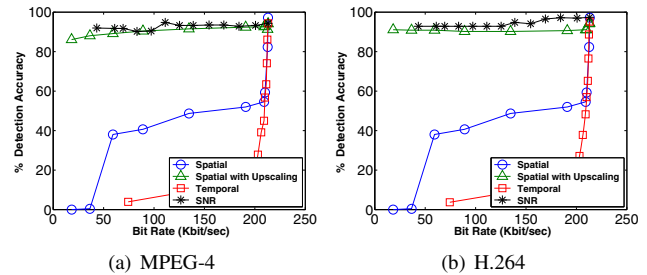 100
80
60
40
20
0
% Detection Accuracy
0 50 100 150 200 250
Bit Rate (Kbit/sec)
Spatial
Spatial with Upscaling
Temporal
SNR
(a) MPEG-4
100
80
60
40
20
0
% Detection Accuracy
0 50 100 150 200 250
Bit Rate (Kbit/sec)
Spatial
Spatial with Upscaling
Temporal
SNR
(b) H.264